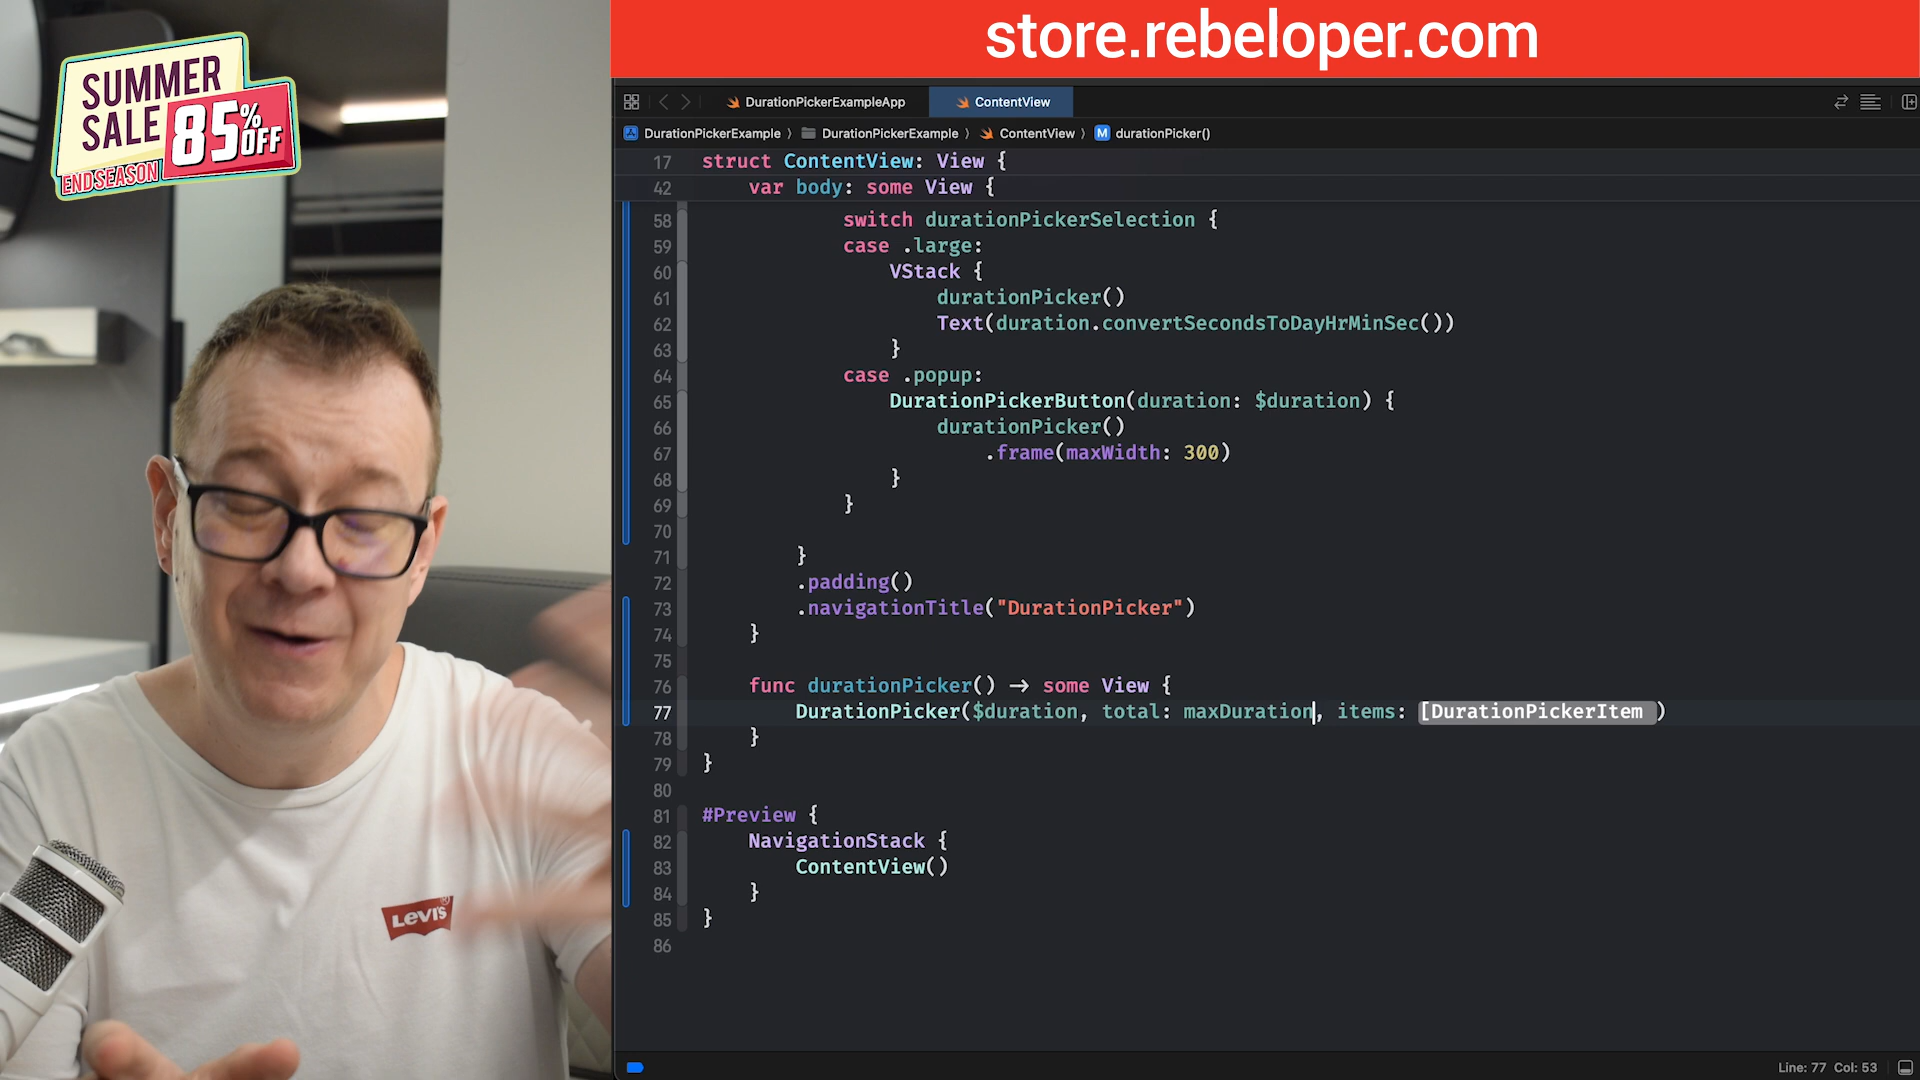 store.rebeloper.com
SUMMER
SALE
85% OFF
END SEASON
DurationPickerExampleApp
ContentView
DurationPickerExample 〉 DurationPickerExample 〉 ContentView 〉 M durationPicker()
17 struct ContentView: View {
42 var body: some View {
58 switch durationPickerSelection {
59 case .large:
60 VStack {
61 durationPicker()
62 Text(duration.convertSecondsToDayHrMinSec())
63 }
64 case .popup:
65 DurationPickerButton(duration: $duration) {
66 durationPicker()
67 .frame(maxWidth: 300)
68 }
69 }
70
71 }
72 .padding()
73 .navigationTitle("DurationPicker")
74 }
75
76 func durationPicker() → some View {
77 DurationPicker($duration, total: maxDuration, items: [DurationPickerItem )
78 }
79 }
80
81 #Preview {
82 NavigationStack {
83 ContentView()
84 }
85 }
86
Levi's®
Line: 77 Col: 53